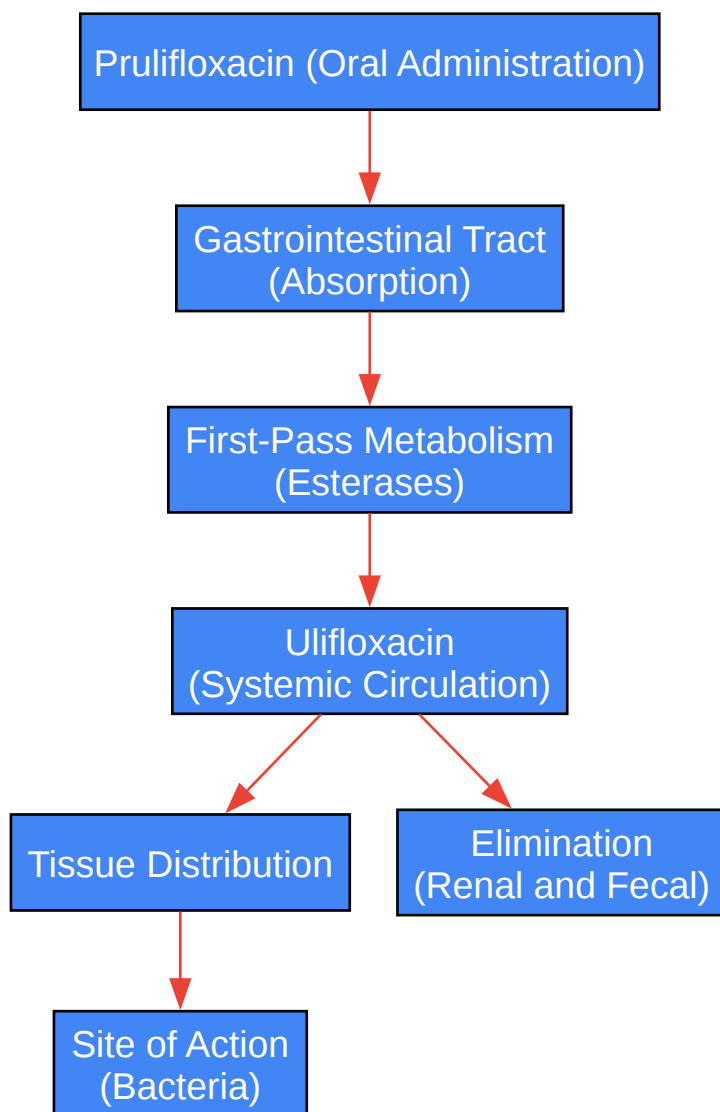 Prulifloxacin (Oral Administration)
Gastrointestinal Tract
(Absorption)
First-Pass Metabolism
(Esterases)
Ulifloxacin
(Systemic Circulation)
Tissue Distribution
Elimination
(Renal and Fecal)
Site of Action
(Bacteria)